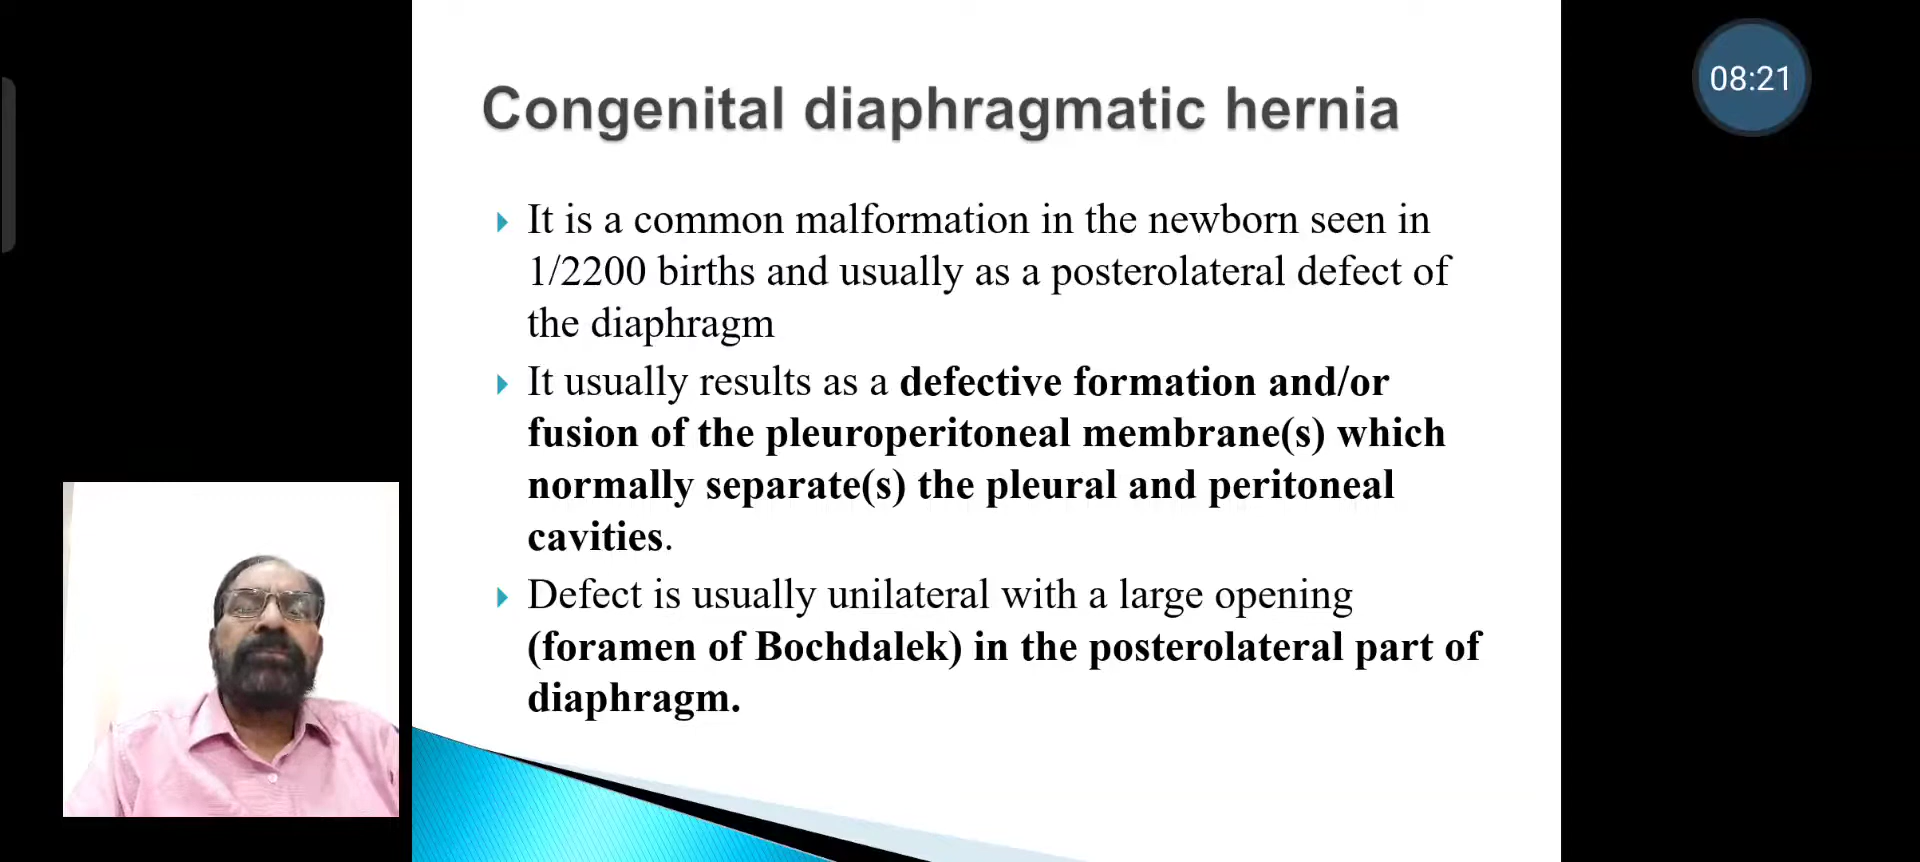 Congenital diaphragmatic hernia
08:21
It is a common malformation in the newborn seen in
1/2200 births and usually as a posterolateral defect of
the diaphragm
It usually results as a defective formation and/or
fusion of the pleuroperitoneal membrane(s) which
normally separate(s) the pleural and peritoneal
cavities.
Defect is usually unilateral with a large opening
(foramen of Bochdalek) in the posterolateral part of
diaphragm.